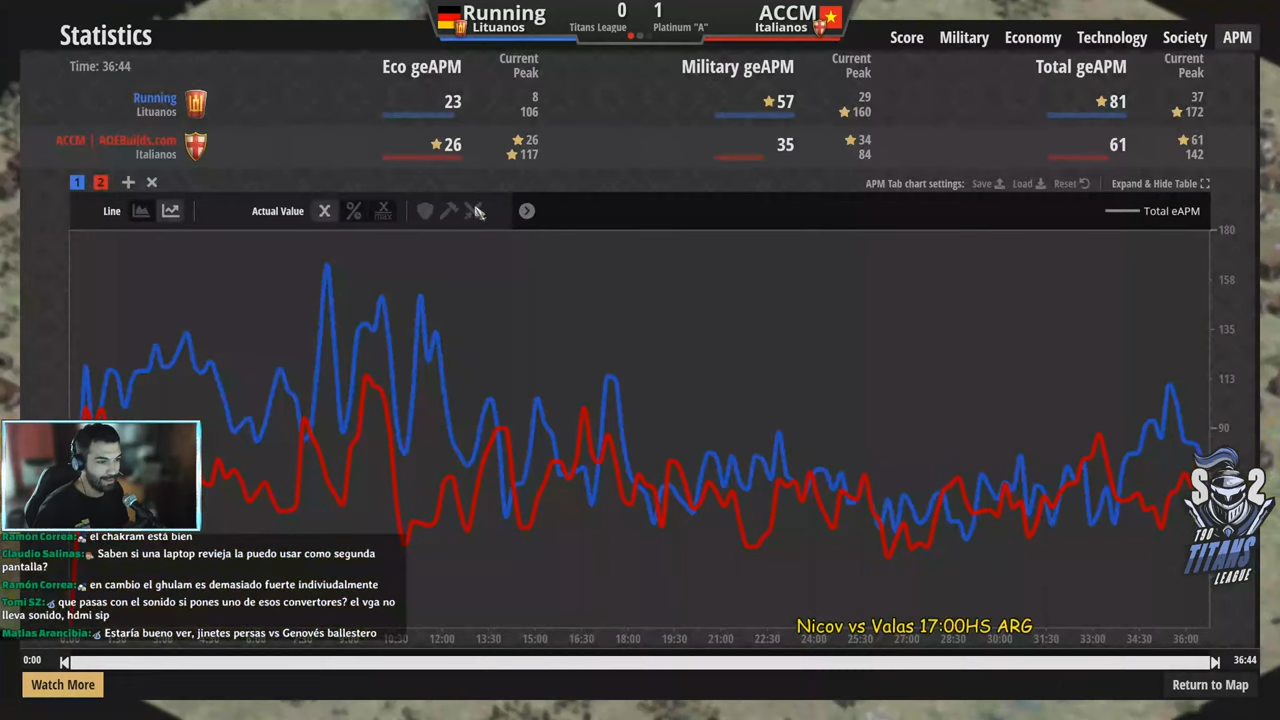 Running 0 1 ACCM
Lituanos Titans League Platinum "A" Italianos
Statistics
Score Military Economy Technology Society APM
Time: 36:44
Eco geAPM Current Peak Military geAPM Current Peak Total geAPM Current Peak
Running 23 8 57 29 81 37
Lituanos 106 160 172
ACCM | AOEBuilds.com 26 26 35 34 61 61
Italianos 117 84 142
1 2 + ×
APM Tab chart settings: Save Load Reset Expand & Hide Table
Line Actual Value X % X max Total eAPM
180
158
135
113
90
S 2
T90
TITANS
LEAGUE
Ramón Correa: el chakram está bien
Claudio Salinas: Saben si una laptop revieja la puedo usar como segunda
pantalla?
Ramón Correa: en cambio el ghulam es demasiado fuerte indiviudalmente
Tomi SZ: que pasas con el sonido si pones uno de esos convertores? el vga no
lleva sonido, hdmi sip
Matias Arancibia: Estaría bueno ver, jinetes persas vs Genovés ballestero
Nicov vs Valas 17:00HS ARG
10:30 12:00 13:30 15:00 16:30 18:00 19:30 21:00 22:30 24:00 25:30 27:00 28:30 30:00 31:30 33:00 34:30 36:00
0:00 36:44
Watch More Return to Map